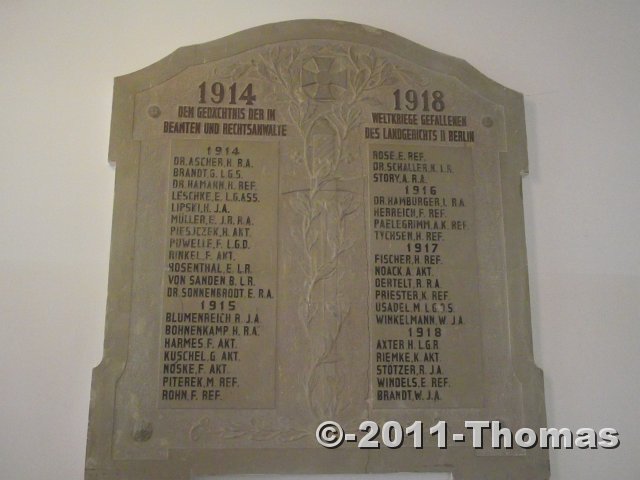 1914
DEM GEDÄCHTNIS DER IM
BEAMTEN UND RECHTSANWÄLTE
1918
WELTKRIEGE GEFALLENEN
DES LANDGERICHTS II BERLIN
1914
DR. ASCHER, H. R.A.
BRANDT, G. L.G.S.
DR. HAMANN, H. REF.
LESCHKE, E. L.G.ASS.
LIPSKI, H. J.A.
MÜLLER, E. J.R. R.A.
PIESJCZEK, H. AKT.
PUWELLE, F. L.G.D.
RINKEL, F. AKT.
ROSENTHAL, E. L.R.
VON SANDEN B. L.R.
DR. SONNENBRODT, E. R.A.
1915
BLUMENREICH R. J.A.
BOHNENKAMP H. R.A.
HARMES, F. AKT.
KUSCHEL, G. AKT.
NOSKE, F. AKT.
PITEREK, M. REF.
ROHN, F. REF.
ROSE, E. REF.
DR. SCHALLER, K. L.R.
STORY, A. R.A.
1916
DR. HAMBURGER, L. R.A.
HERREICH, F. REF.
PAELEGRIMM, A.K. REF.
TYCHSEN, H. REF.
1917
FISCHER, H. REF.
NOACK, A. AKT.
OERTELT, R. R.A.
PRIESTER, K. REF.
USADEL, M. L.G.S.
WINKELMANN, W. J.A.
1918
AXTER H. L.G.R.
RIEMKE, K. AKT.
STÖTZER, R. J.A.
WINDELS, E. REF.
BRANDT, W. J.A.
©-2011-Thomas